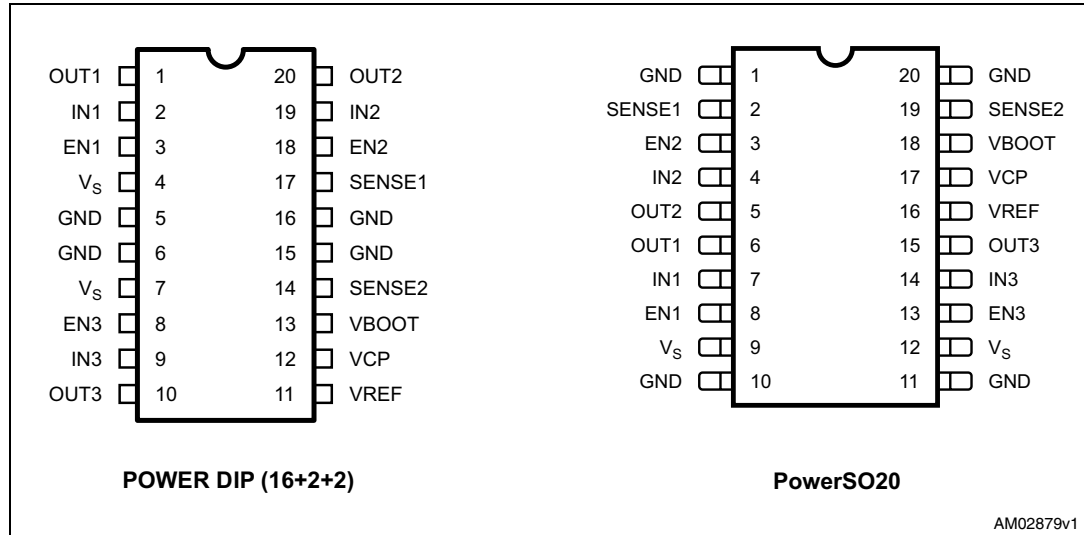 OUT1 1 20 OUT2
IN1 2 19 IN2
EN1 3 18 EN2
VS 4 17 SENSE1
GND 5 16 GND
GND 6 15 GND
VS 7 14 SENSE2
EN3 8 13 VBOOT
IN3 9 12 VCP
OUT3 10 11 VREF
POWER DIP (16+2+2)
GND 1 20 GND
SENSE1 2 19 SENSE2
EN2 3 18 VBOOT
IN2 4 17 VCP
OUT2 5 16 VREF
OUT1 6 15 OUT3
IN1 7 14 IN3
EN1 8 13 EN3
VS 9 12 VS
GND 10 11 GND
PowerSO20
AM02879v1